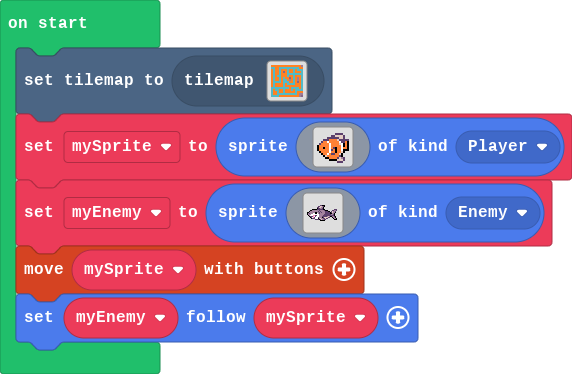 on start
set tilemap to tilemap
set mySprite to sprite of kind Player
set myEnemy to sprite of kind Enemy
move mySprite with buttons
set myEnemy follow mySprite